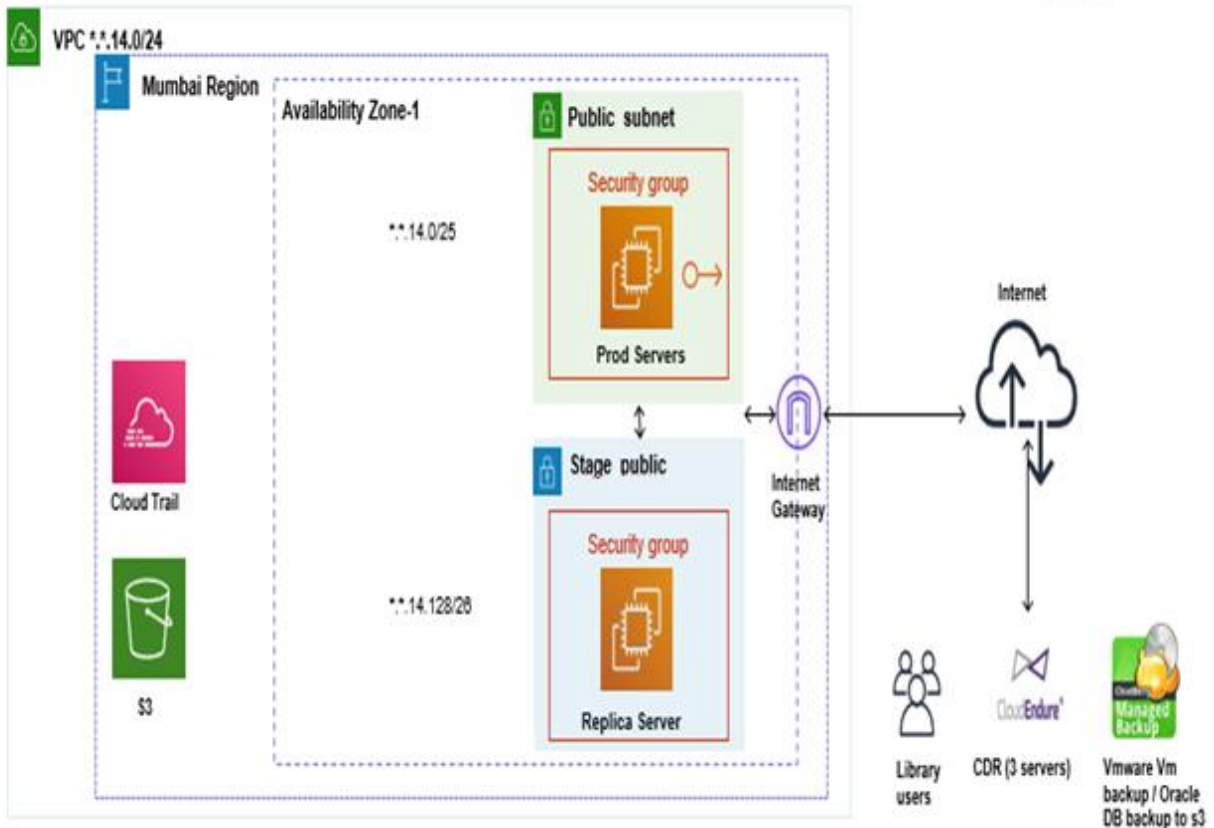 VPC *.*.14.0/24
Mumbai Region
Availability Zone-1
Public subnet
Security group
*.*.14.0/25
Prod Servers
Internet
Stage public
Internet
Gateway
Cloud Trail
Security group
*.*.14.128/26
S3
Replica Server
CloudEndure
Managed
Backup
Library
users
CDR (3 servers)
Vmware Vm
backup / Oracle
DB backup to s3